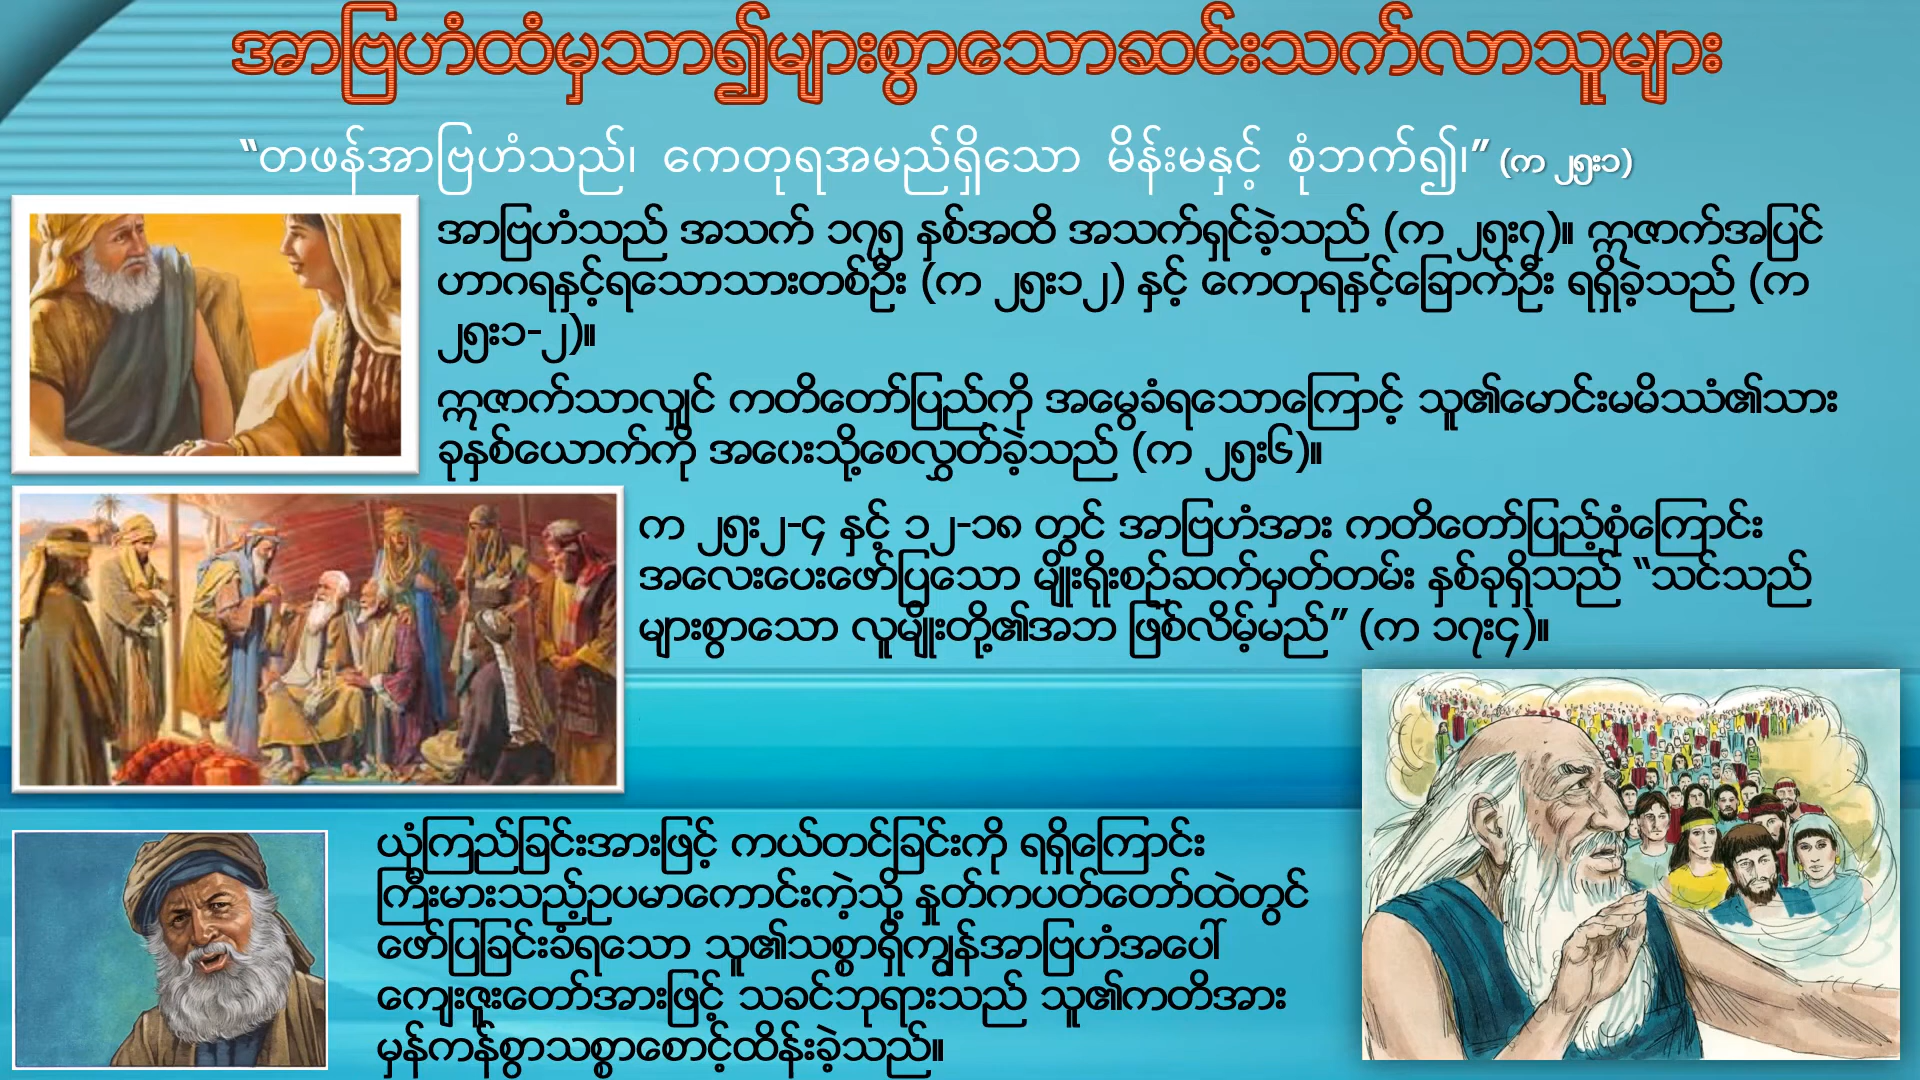 အာဗြဟံထံမှသာ၍များစွာသောဆင်းသက်လာသူများ
“တဖန်အာဗြဟံသည်၊ ကေတုရအမည်ရှိသော မိန်းမနှင့် စုံဘက်၍၊” (က ၂၅း၁)
အာဗြဟံသည် အသက် ၁၇၅ နှစ်အထိ အသက်ရှင်ခဲ့သည် (က ၂၅း၇)။ ဣဇာက်အပြင်
ဟာဂရနှင့်ရသောသားတစ်ဦး (က ၂၅း၁၂) နှင့် ကေတုရနှင့်ခြောက်ဦး ရရှိခဲ့သည် (က
၂၅း၁-၂)။
ဣဇာက်သာလျှင် ကတိတော်ပြည်ကို အမွေခံရသောကြောင့် သူ၏မောင်းမမိဿံ၏သား
ခုနှစ်ယောက်ကို အဝေးသို့စေလွှတ်ခဲ့သည် (က ၂၅း၆)။
က ၂၅း၂-၄ နှင့် ၁၂-၁၈ တွင် အာဗြဟံအား ကတိတော်ပြည့်စုံကြောင်း
အလေးပေးဖော်ပြသော မျိုးရိုးစဉ်ဆက်မှတ်တမ်း နှစ်ခုရှိသည် “သင်သည်
များစွာသော လူမျိုးတို့၏အဘ ဖြစ်လိမ့်မည်” (က ၁၇း၄)။
ယုံကြည်ခြင်းအားဖြင့် ကယ်တင်ခြင်းကို ရရှိကြောင်း
ကြီးမားသည့်ဥပမာကောင်းကဲ့သို့ နှုတ်ကပတ်တော်ထဲတွင်
ဖော်ပြခြင်းခံရသော သူ၏သစ္စာရှိကျွန်အာဗြဟံအပေါ်
ကျေးဇူးတော်အားဖြင့် သခင်ဘုရားသည် သူ၏ကတိအား
မှန်ကန်စွာသစ္စာစောင့်ထိန်းခဲ့သည်။